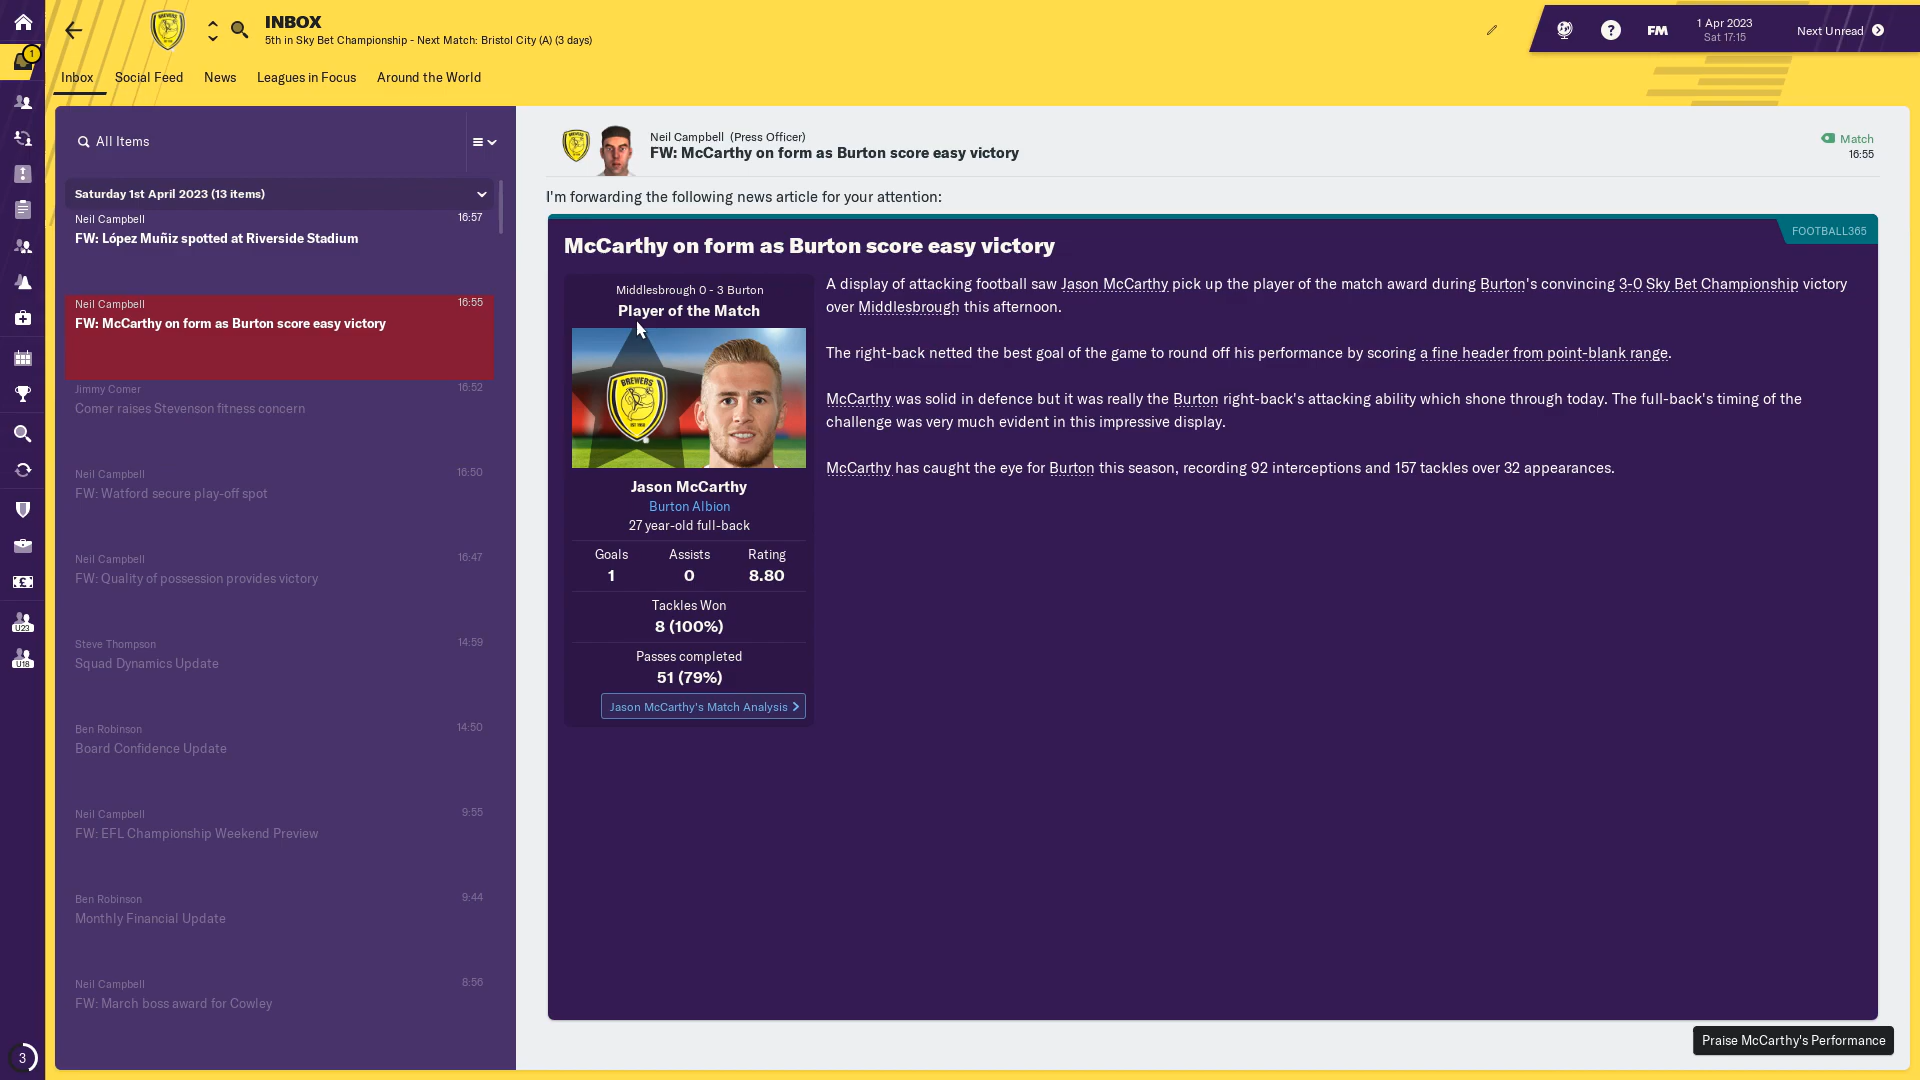 INBOX
5th in Sky Bet Championship - Next Match: Bristol City (A) (3 days)
FM
1 Apr 2023
Sat 17:15
Next Unread
1
Inbox
Social Feed
News
Leagues in Focus
Around the World
All Items
Saturday 1st April 2023 (13 items)
Neil Campbell
16:57
FW: López Muñiz spotted at Riverside Stadium
Neil Campbell
16:55
FW: McCarthy on form as Burton score easy victory
Jimmy Comer
16:52
Comer raises Stevenson fitness concern
Neil Campbell
16:50
FW: Watford secure play-off spot
Neil Campbell
16:47
FW: Quality of possession provides victory
Steve Thompson
14:59
Squad Dynamics Update
Ben Robinson
14:50
Board Confidence Update
Neil Campbell
9:55
FW: EFL Championship Weekend Preview
Ben Robinson
9:44
Monthly Financial Update
Neil Campbell
8:56
FW: March boss award for Cowley
U23
U18
3
Neil Campbell (Press Officer)
FW: McCarthy on form as Burton score easy victory
Match
16:55
I'm forwarding the following news article for your attention:
FOOTBALL365
McCarthy on form as Burton score easy victory
Middlesbrough 0 - 3 Burton
Player of the Match
BREWERS
Jason McCarthy
Burton Albion
27 year-old full-back
Goals Assists Rating
1 0 8.80
Tackles Won
8 (100%)
Passes completed
51 (79%)
Jason McCarthy's Match Analysis
A display of attacking football saw Jason McCarthy pick up the player of the match award during Burton's convincing 3-0 Sky Bet Championship victory
over Middlesbrough this afternoon.
The right-back netted the best goal of the game to round off his performance by scoring a fine header from point-blank range.
McCarthy was solid in defence but it was really the Burton right-back's attacking ability which shone through today. The full-back's timing of the
challenge was very much evident in this impressive display.
McCarthy has caught the eye for Burton this season, recording 92 interceptions and 157 tackles over 32 appearances.
Praise McCarthy's Performance